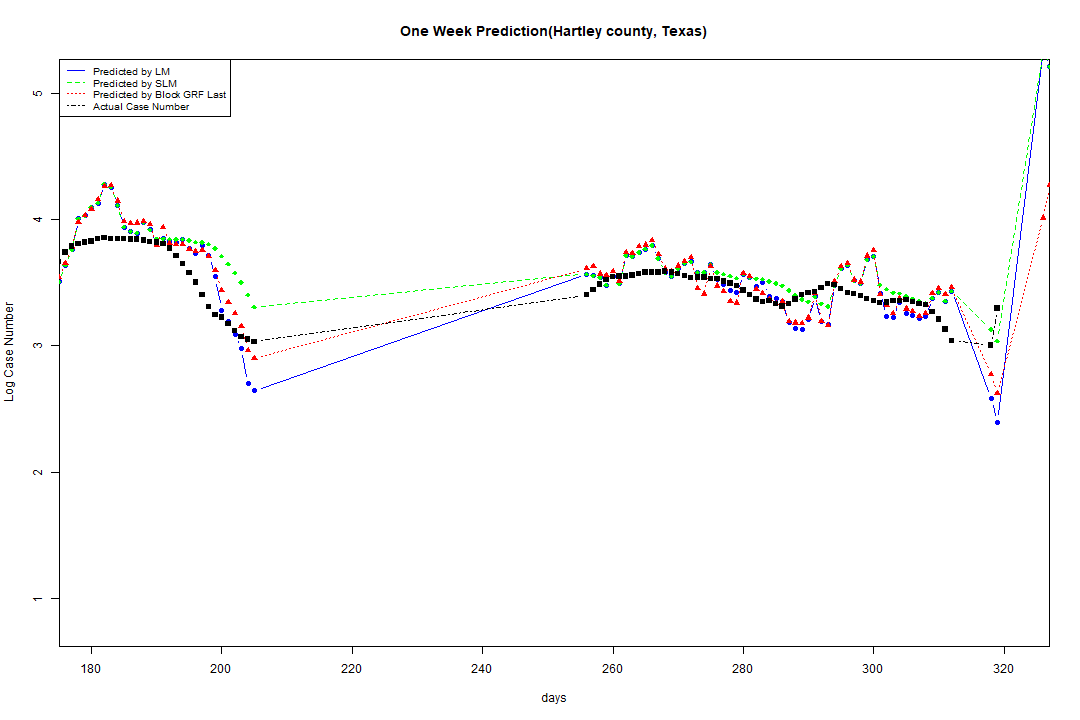 One Week Prediction(Hartley county, Texas)
Predicted by LM
Predicted by SLM
Predicted by Block GRF Last
Actual Case Number
Log Case Number
5
4
3
2
1
180 200 220 240 260 280 300 320
days